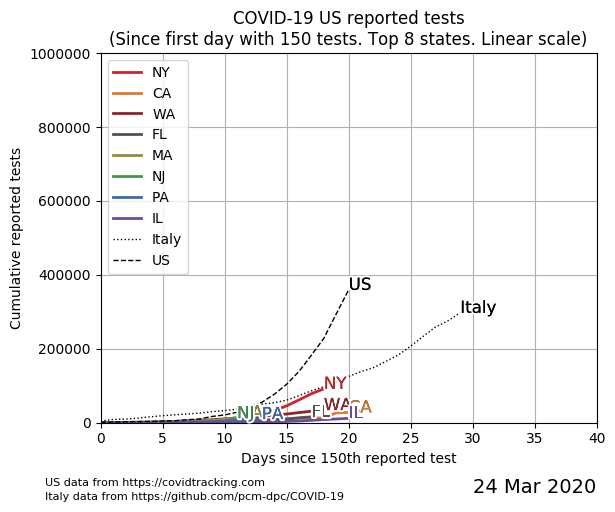 COVID-19 US reported tests
(Since first day with 150 tests. Top 8 states. Linear scale)
Cumulative reported tests
1000000
800000
600000
400000
200000
0
NY
CA
WA
FL
MA
NJ
PA
IL
Italy
US
US
Italy
NY
WA
CA
FL
IL
NJ
PA
0 5 10 15 20 25 30 35 40
Days since 150th reported test
US data from https://covidtracking.com
Italy data from https://github.com/pcm-dpc/COVID-19
24 Mar 2020